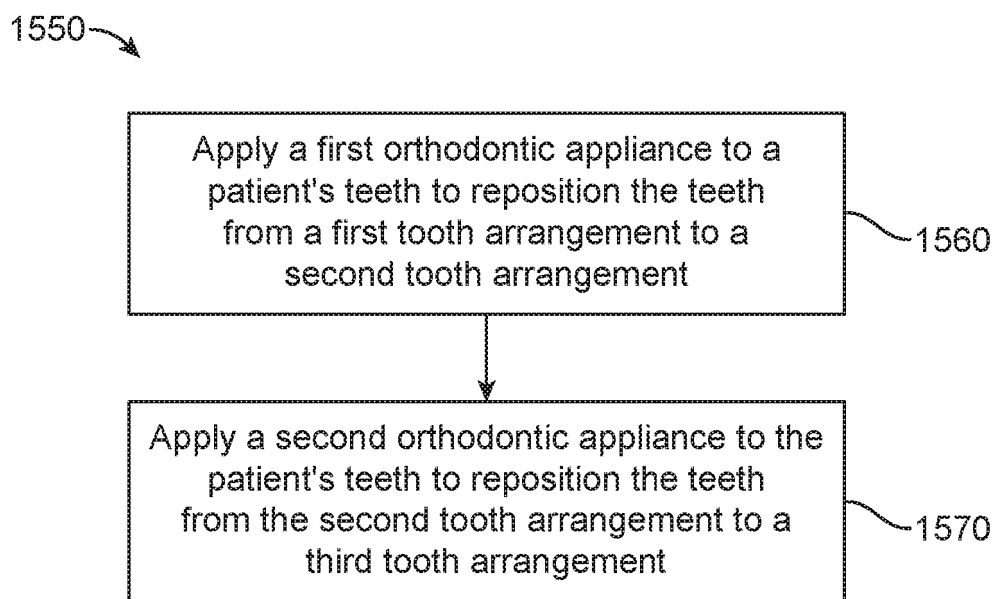 1550
Apply a first orthodontic appliance to a
patient's teeth to reposition the teeth
from a first tooth arrangement to a
second tooth arrangement
1560
Apply a second orthodontic appliance to the
patient's teeth to reposition the teeth
from the second tooth arrangement to a
third tooth arrangement
1570